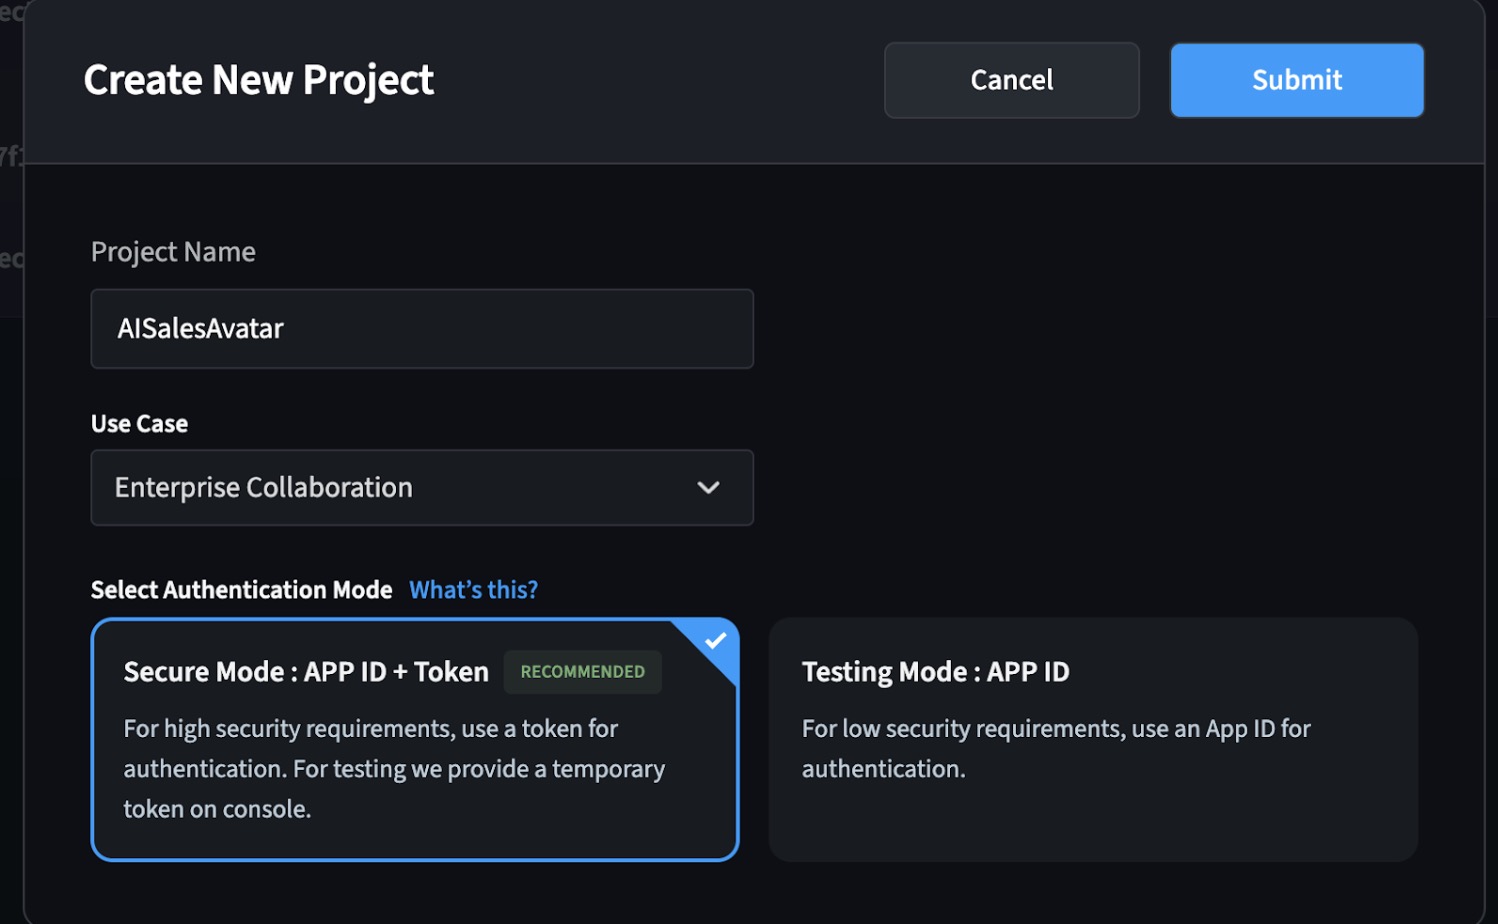 Create New Project
Cancel
Submit
Project Name
AISalesAvatar
Use Case
Enterprise Collaboration
Select Authentication Mode What's this?
Secure Mode : APP ID + Token RECOMMENDED
For high security requirements, use a token for
authentication. For testing we provide a temporary
token on console.
Testing Mode : APP ID
For low security requirements, use an App ID for
authentication.